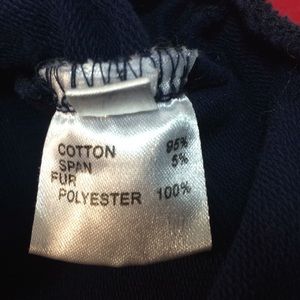 COTTON 95%
SPAN 5%
FUR
POLYESTER 100%